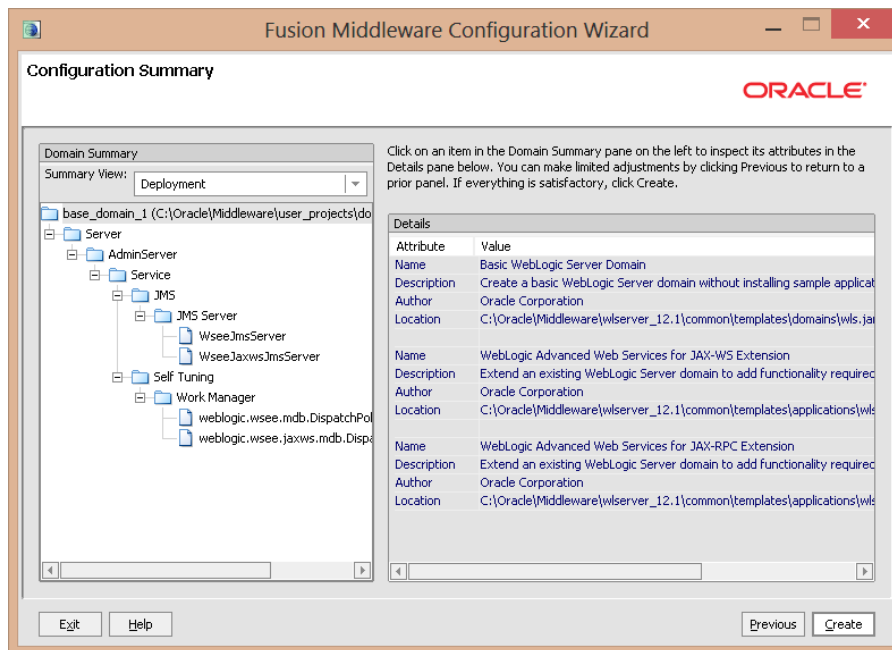 Fusion Middleware Configuration Wizard
Configuration Summary
ORACLE
Domain Summary
Summary View:
Deployment
base_domain_1 (C:\Oracle\Middleware\user_projects\do
Server
AdminServer
Service
JMS
JMS Server
WseeJmsServer
WseeJaxwsJmsServer
Self Tuning
Work Manager
weblogic.wsee.mdb.DispatchPol
weblogic.wsee.jaxws.mdb.Dispa
Click on an item in the Domain Summary pane on the left to inspect its attributes in the
Details pane below. You can make limited adjustments by clicking Previous to return to a
prior panel. If everything is satisfactory, click Create.
Details
Attribute Value
Name Basic WebLogic Server Domain
Description Create a basic WebLogic Server domain without installing sample applicat
Author Oracle Corporation
Location C:\Oracle\Middleware\wlserver_12.1\common\templates\domains\wls.jar
Name WebLogic Advanced Web Services for JAX-WS Extension
Description Extend an existing WebLogic Server domain to add functionality required
Author Oracle Corporation
Location C:\Oracle\Middleware\wlserver_12.1\common\templates\applications\wls
Name WebLogic Advanced Web Services for JAX-RPC Extension
Description Extend an existing WebLogic Server domain to add functionality required
Author Oracle Corporation
Location C:\Oracle\Middleware\wlserver_12.1\common\templates\applications\wls
Exit Help Previous Create